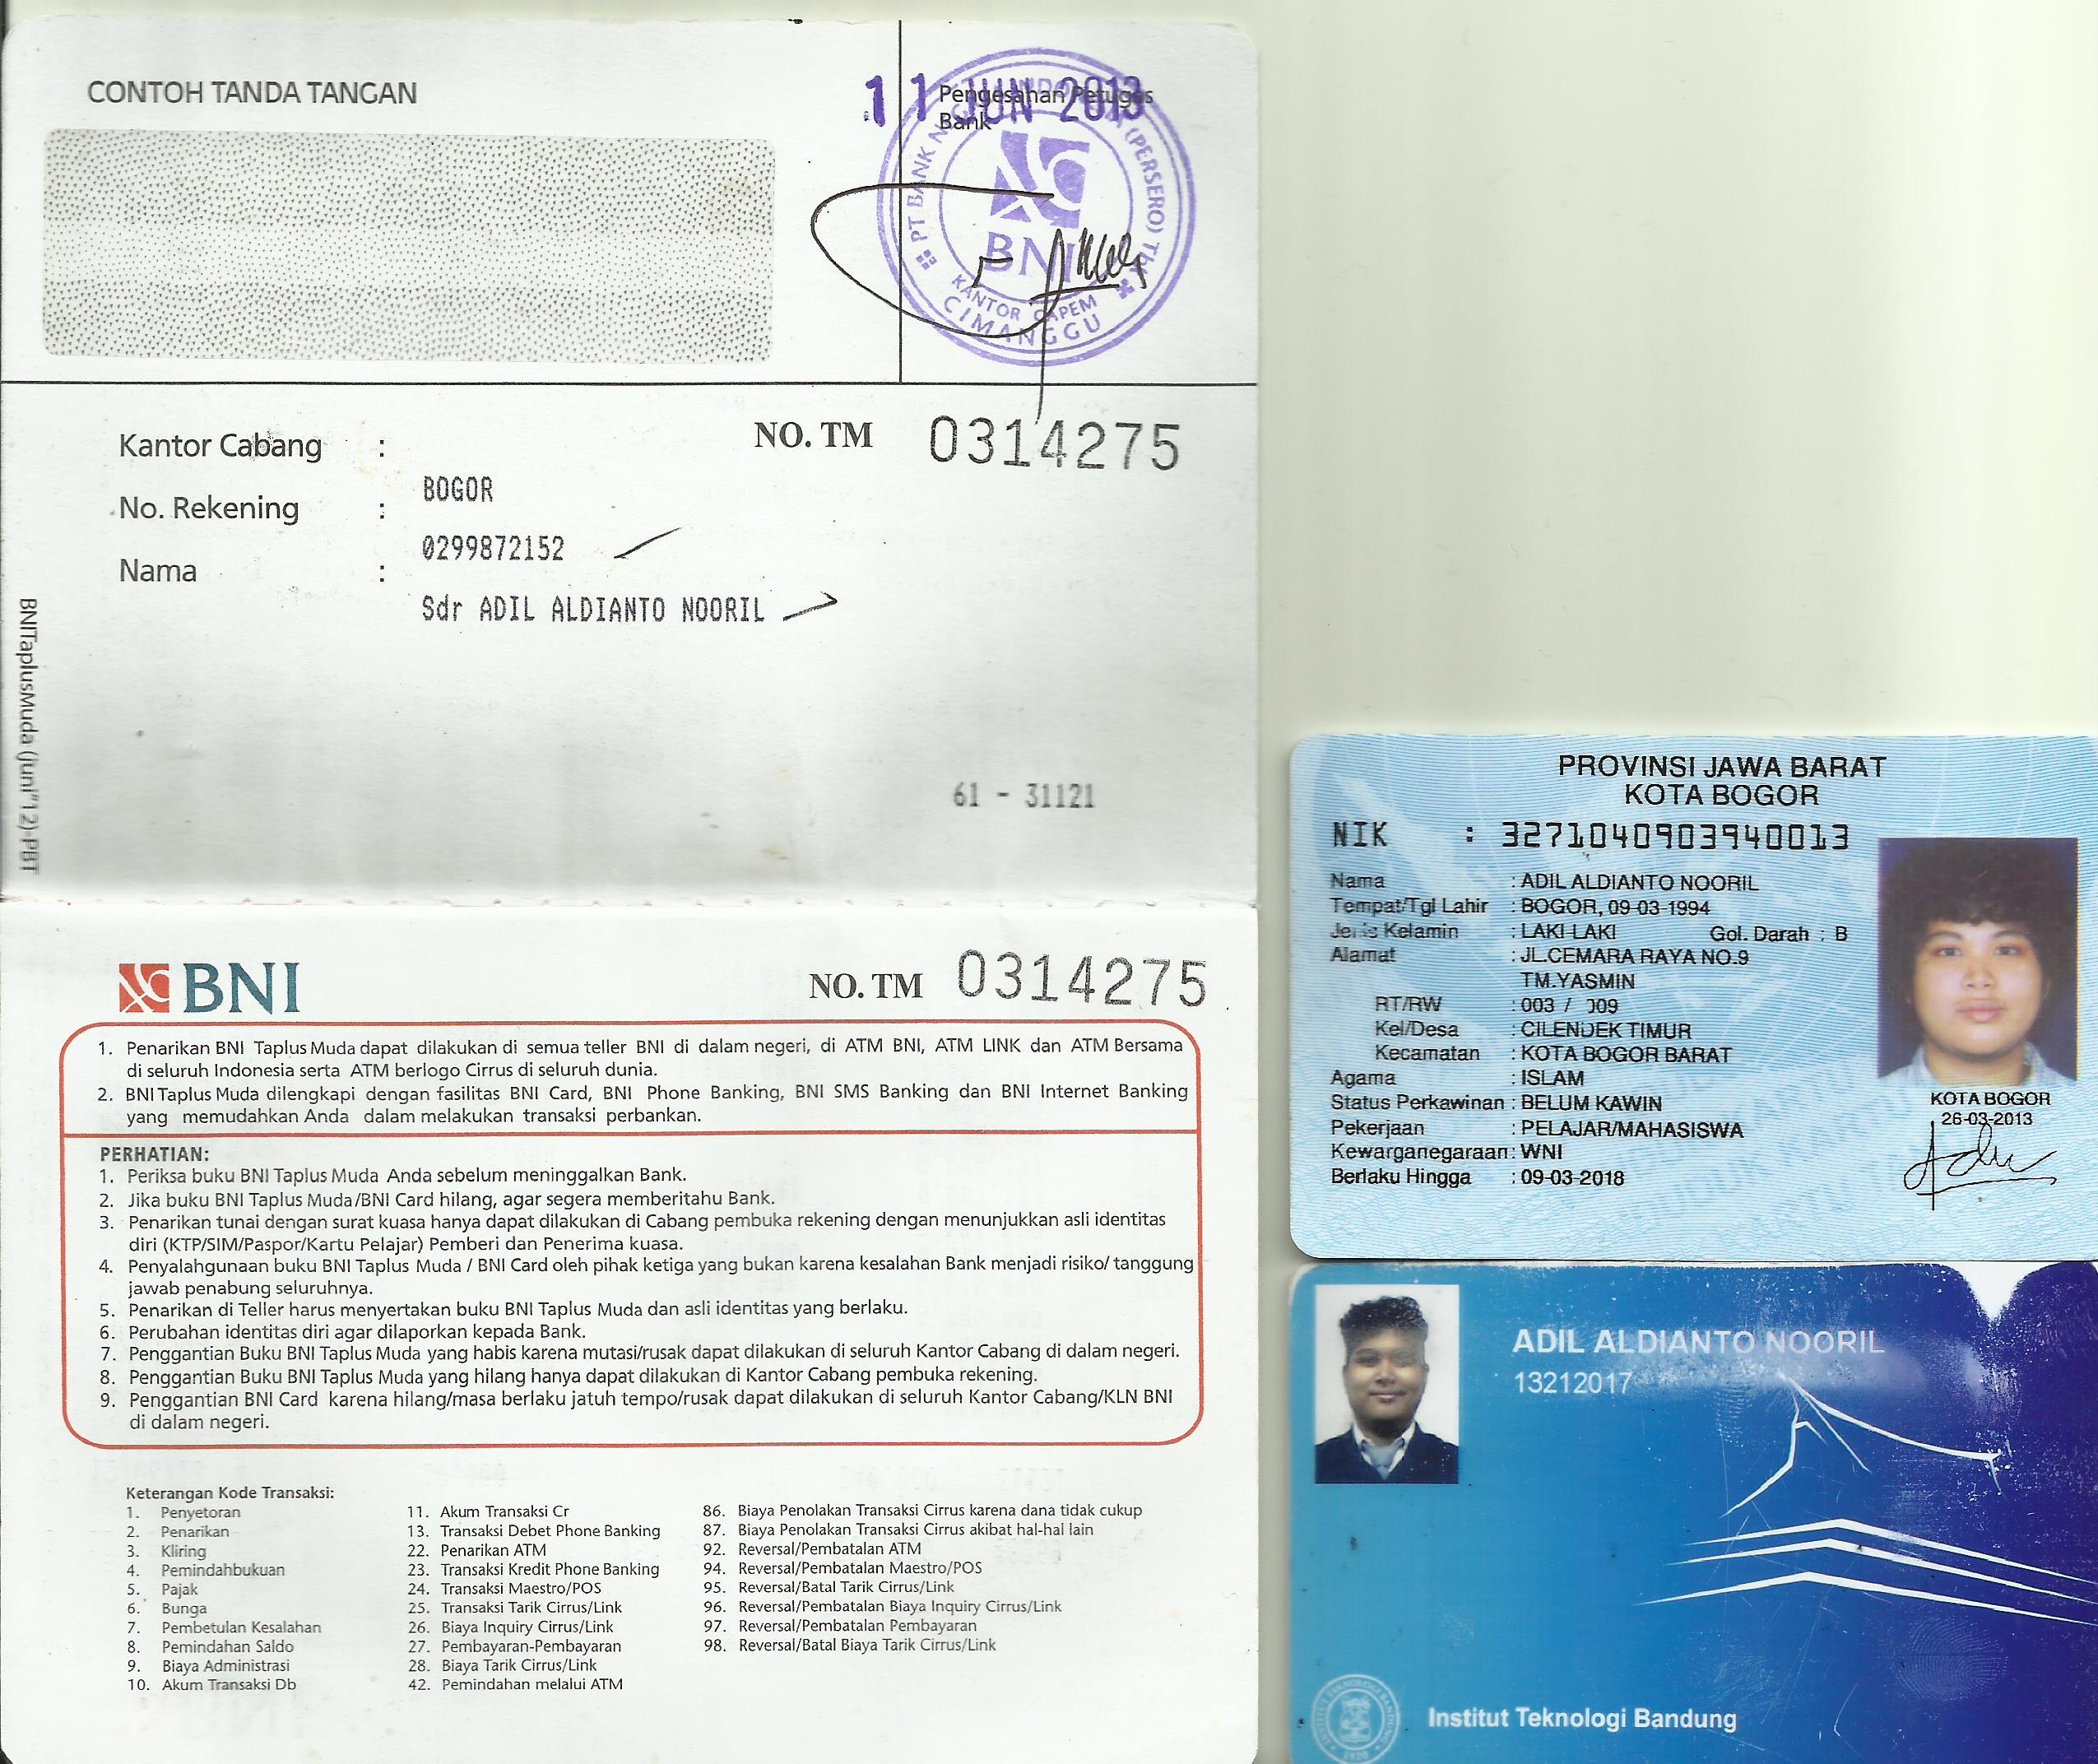 CONTOH TANDA TANGAN
11 JUN 2013
Pengesahan Petugas
Bank
PT BANK NEGARA INDONESIA (PERSERO) Tbk
BNI
KANTOR CAPEM
CIMANGGU
Kantor Cabang :
NO. TM 0314275
BOGOR
No. Rekening :
0299872152
Nama :
Sdr ADIL ALDIANTO NOORIL
61 - 31121
BNITaplusMuda (Juni"12)-PBT
BNI
NO. TM 0314275
1. Penarikan BNI Taplus Muda dapat dilakukan di semua teller BNI di dalam negeri, di ATM BNI, ATM LINK dan ATM Bersama
di seluruh Indonesia serta ATM berlogo Cirrus di seluruh dunia.
2. BNI Taplus Muda dilengkapi dengan fasilitas BNI Card, BNI Phone Banking, BNI SMS Banking dan BNI Internet Banking
yang memudahkan Anda dalam melakukan transaksi perbankan.
PERHATIAN:
1. Periksa buku BNI Taplus Muda Anda sebelum meninggalkan Bank.
2. Jika buku BNI Taplus Muda/BNI Card hilang, agar segera memberitahu Bank.
3. Penarikan tunai dengan surat kuasa hanya dapat dilakukan di Cabang pembuka rekening dengan menunjukkan asli identitas
diri (KTP/SIM/Paspor/Kartu Pelajar) Pemberi dan Penerima kuasa.
4. Penyalahgunaan buku BNI Taplus Muda / BNI Card oleh pihak ketiga yang bukan karena kesalahan Bank menjadi risiko/ tanggung
jawab penabung seluruhnya.
5. Penarikan di Teller harus menyertakan buku BNI Taplus Muda dan asli identitas yang berlaku.
6. Perubahan identitas diri agar dilaporkan kepada Bank.
7. Penggantian Buku BNI Taplus Muda yang habis karena mutasi/rusak dapat dilakukan di seluruh Kantor Cabang di dalam negeri.
8. Penggantian Buku BNI Taplus Muda yang hilang hanya dapat dilakukan di Kantor Cabang pembuka rekening.
9. Penggantian BNI Card karena hilang/masa berlaku jatuh tempo/rusak dapat dilakukan di seluruh Kantor Cabang/KLN BNI
di dalam negeri.
Keterangan Kode Transaksi:
1. Penyetoran
2. Penarikan
3. Kliring
4. Pemindahbukuan
5. Pajak
6. Bunga
7. Pembetulan Kesalahan
8. Pemindahan Saldo
9. Biaya Administrasi
10. Akum Transaksi Db
11. Akum Transaksi Cr
13. Transaksi Debet Phone Banking
22. Penarikan ATM
23. Transaksi Kredit Phone Banking
24. Transaksi Maestro/POS
25. Transaksi Tarik Cirrus/Link
26. Biaya Inquiry Cirrus/Link
27. Pembayaran-Pembayaran
28. Biaya Tarik Cirrus/Link
42. Pemindahan melalui ATM
86. Biaya Penolakan Transaksi Cirrus karena dana tidak cukup
87. Biaya Penolakan Transaksi Cirrus akibat hal-hal lain
92. Reversal/Pembatalan ATM
94. Reversal/Pembatalan Maestro/POS
95. Reversal/Batal Tarik Cirrus/Link
96. Reversal/Pembatalan Biaya Inquiry Cirrus/Link
97. Reversal/Pembatalan Pembayaran
98. Reversal/Batal Biaya Tarik Cirrus/Link
PROVINSI JAWA BARAT
KOTA BOGOR
NIK : 3271040903940013
Nama : ADIL ALDIANTO NOORIL
Tempat/Tgl Lahir : BOGOR, 09-03-1994
Jenis Kelamin : LAKI LAKI Gol. Darah : B
Alamat : JL.CEMARA RAYA NO.9
TM.YASMIN
RT/RW : 003 / 009
Kel/Desa : CILENDEK TIMUR
Kecamatan : KOTA BOGOR BARAT
Agama : ISLAM
Status Perkawinan : BELUM KAWIN
Pekerjaan : PELAJAR/MAHASISWA
Kewarganegaraan : WNI
Berlaku Hingga : 09-03-2018
KOTA BOGOR
26-03-2013
ADIL ALDIANTO NOORIL
13212017
Institut Teknologi Bandung